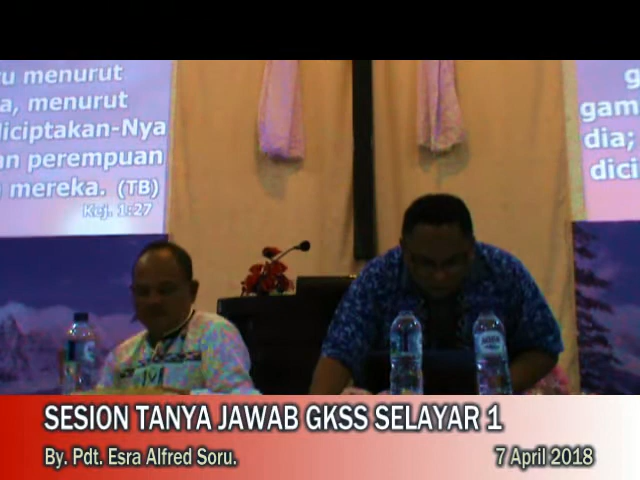 u menurut
a, menurut
diciptakan-Nya
an perempuan
mereka. (TB)
Kej. 1:27
g
gam
dia;
dici
SESION TANYA JAWAB GKSS SELAYAR 1
By. Pdt. Esra Alfred Soru.
7 April 2018